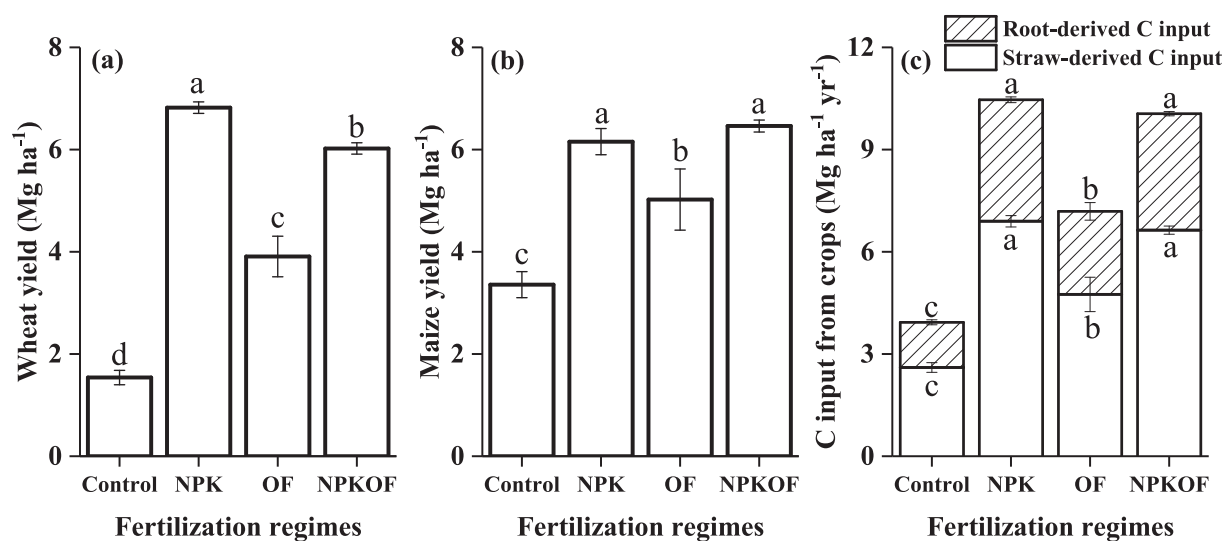 (a)
Wheat yield (Mg ha⁻¹)
8
6
4
2
0
d
a
c
b
Control NPK OF NPKOF
Fertilization regimes
(b)
Maize yield (Mg ha⁻¹)
8
6
4
2
0
c
a
b
a
Control NPK OF NPKOF
Fertilization regimes
Root-derived C input
Straw-derived C input
(c)
C input from crops (Mg ha⁻¹ yr⁻¹)
12
9
6
3
0
c
a
b
a
c
a
b
a
Control NPK OF NPKOF
Fertilization regimes